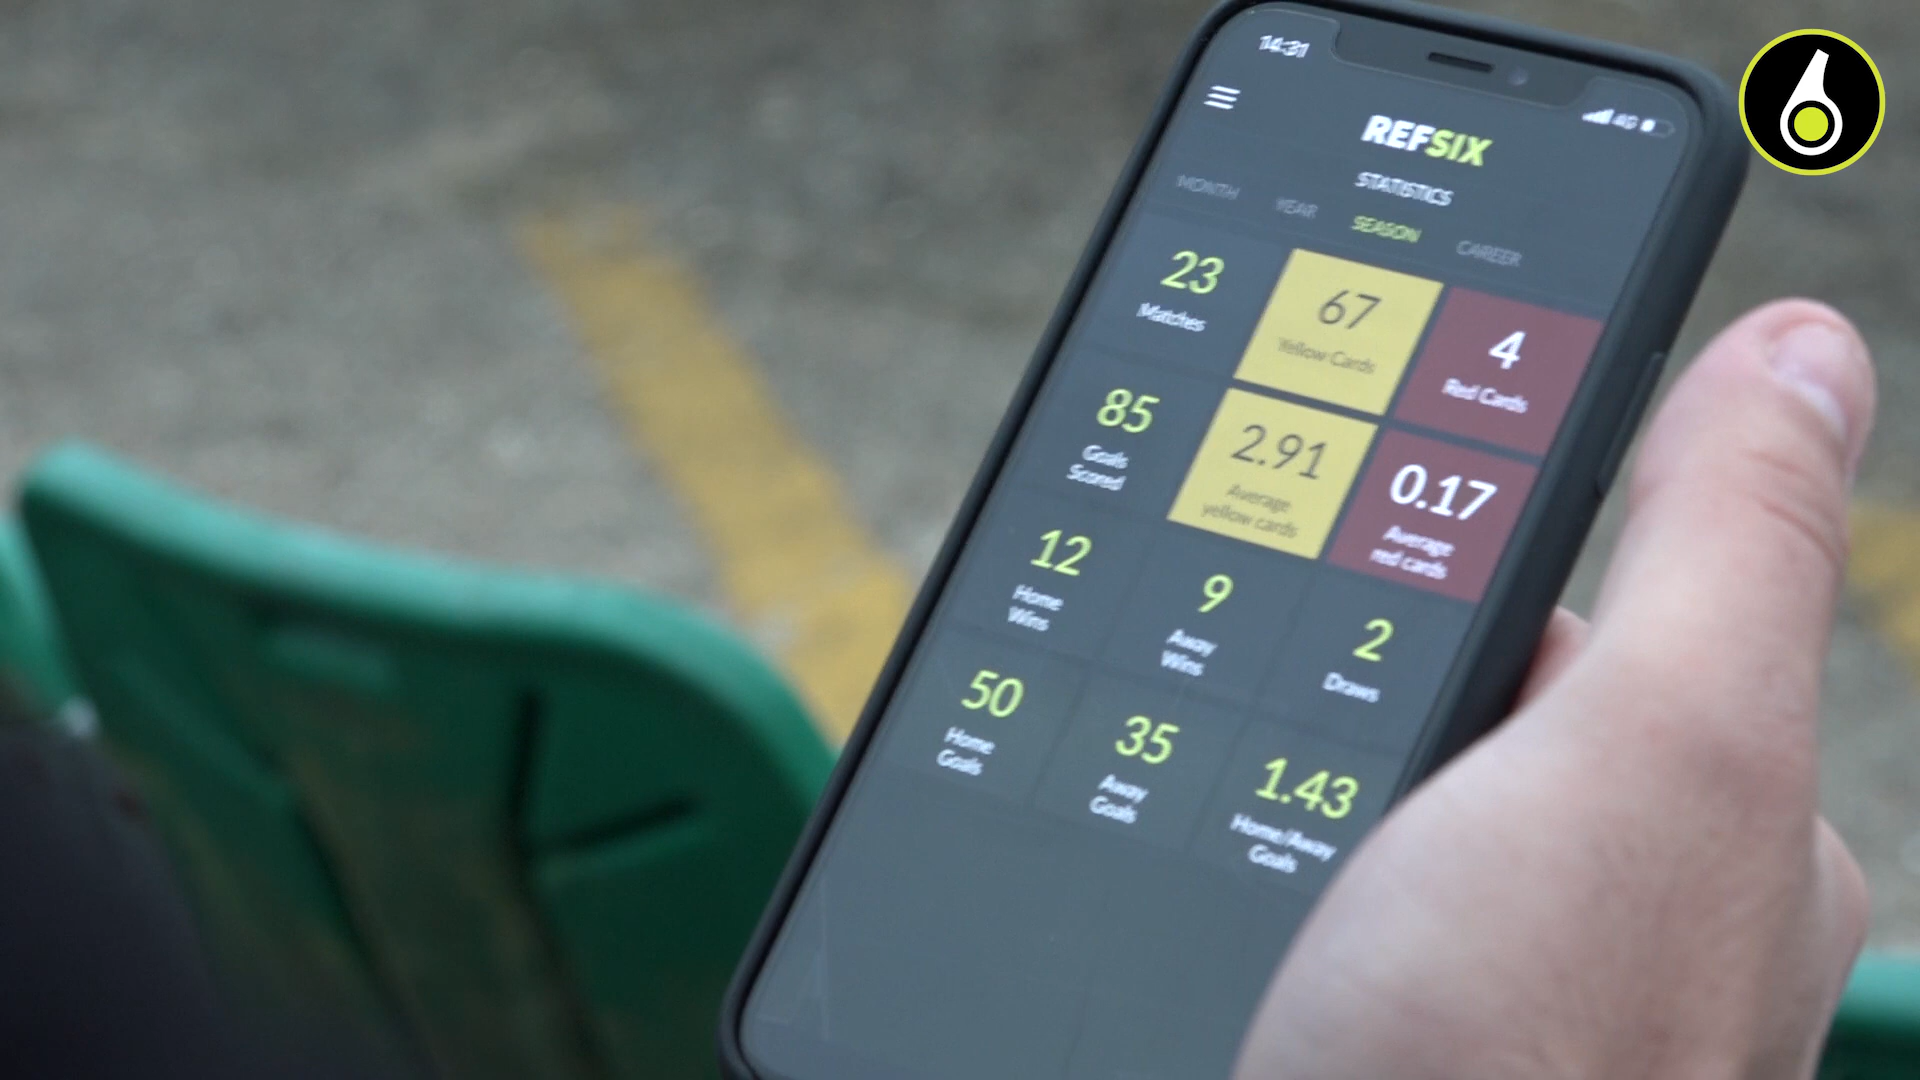 14:31
4G
REFSIX
STATISTICS
MONTH YEAR SEASON CAREER
23
Matches
67
Yellow Cards
4
Red Cards
85
Goals
Scored
2.91
Average
yellow cards
0.17
Average
red cards
12
Home
Wins
9
Away
Wins
2
Draws
50
Home
Goals
35
Away
Goals
1.43
Home/Away
Goals